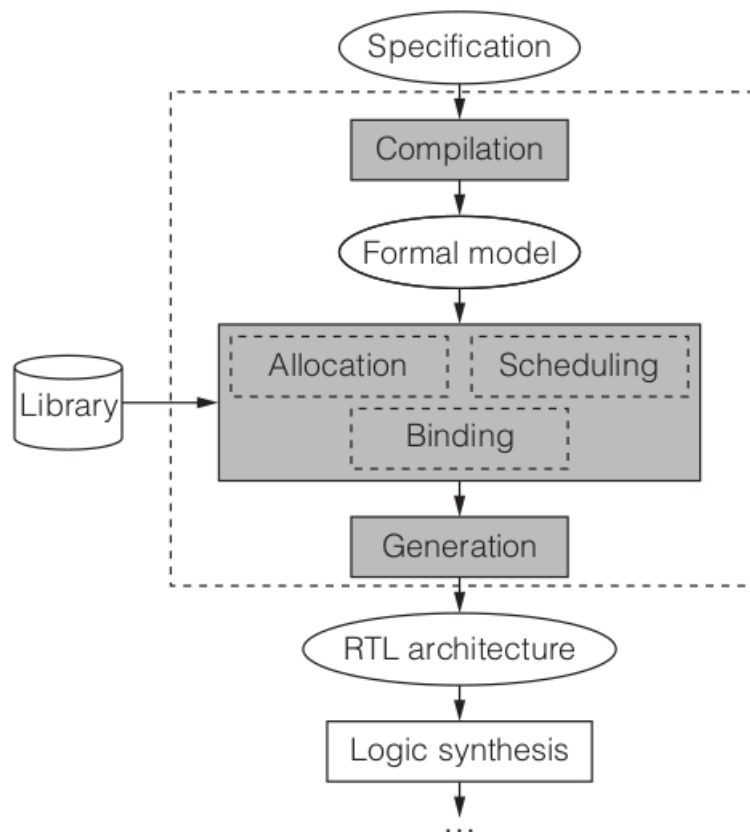 Specification
Compilation
Formal model
Allocation
Scheduling
Library
Binding
Generation
RTL architecture
Logic synthesis
...